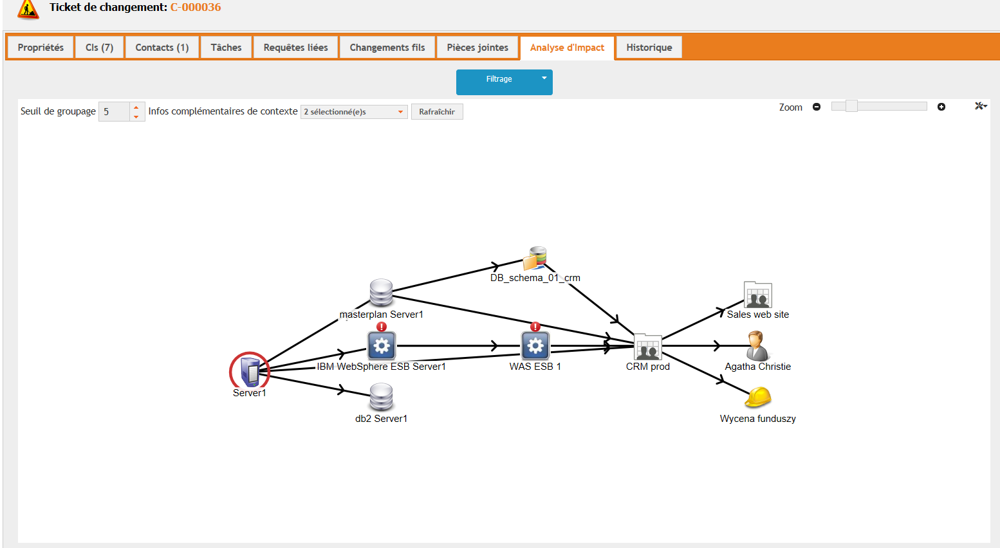 Ticket de changement: C-000036
Propriétés
CIs (7)
Contacts (1)
Tâches
Requêtes liées
Changements fils
Pièces jointes
Analyse d'Impact
Historique
Filtrage
Seuil de groupage 5 Infos complémentaires de contexte 2 sélectionné(e)s Rafraîchir
Zoom
DB_schema_01_crm
masterplan Server1
Sales web site
IBM WebSphere ESB Server1
WAS ESB 1
CRM prod
Agatha Christie
Server1
db2 Server1
Wycena funduszy